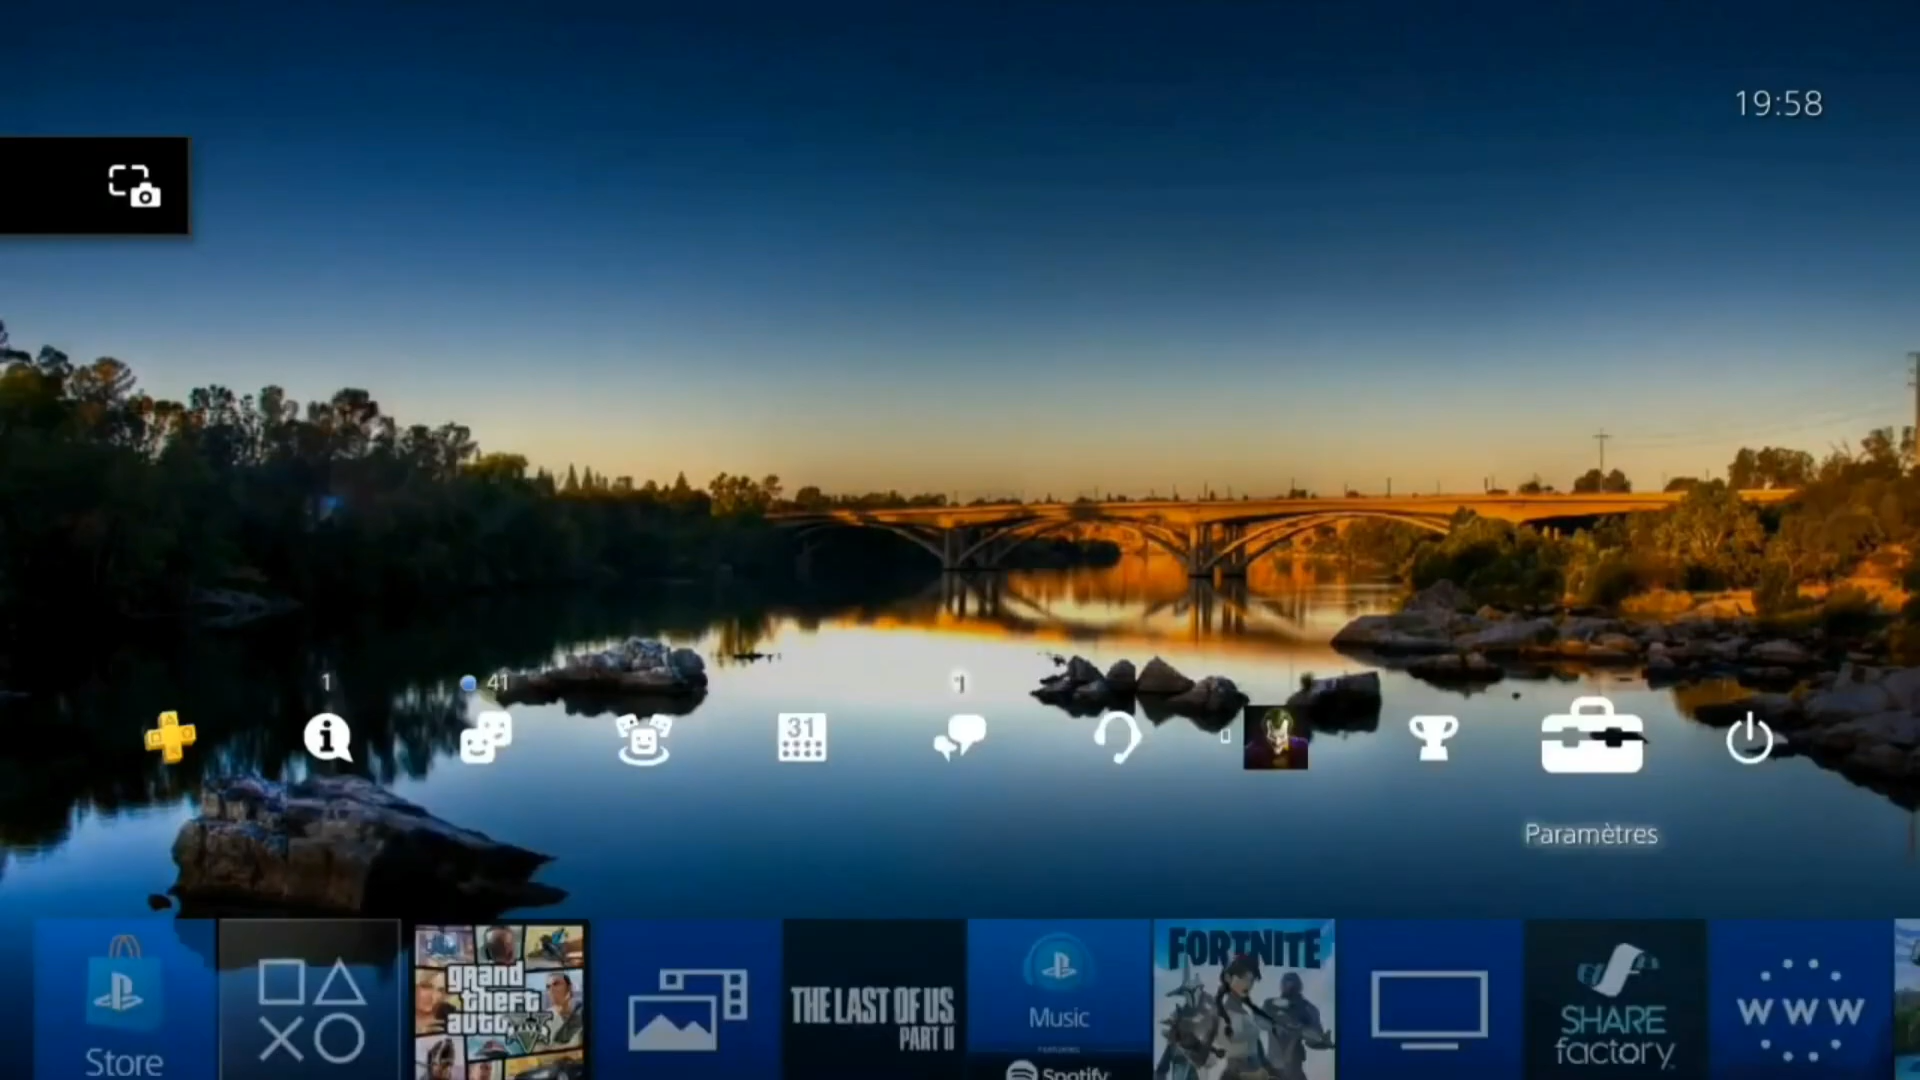 19:58
1
41
1
31
Paramètres
Store
grand
theft
auto
V
THE LAST OF US
PART II
Music
FEATURING
Spotify
FORTNITE
SHARE
factory
www